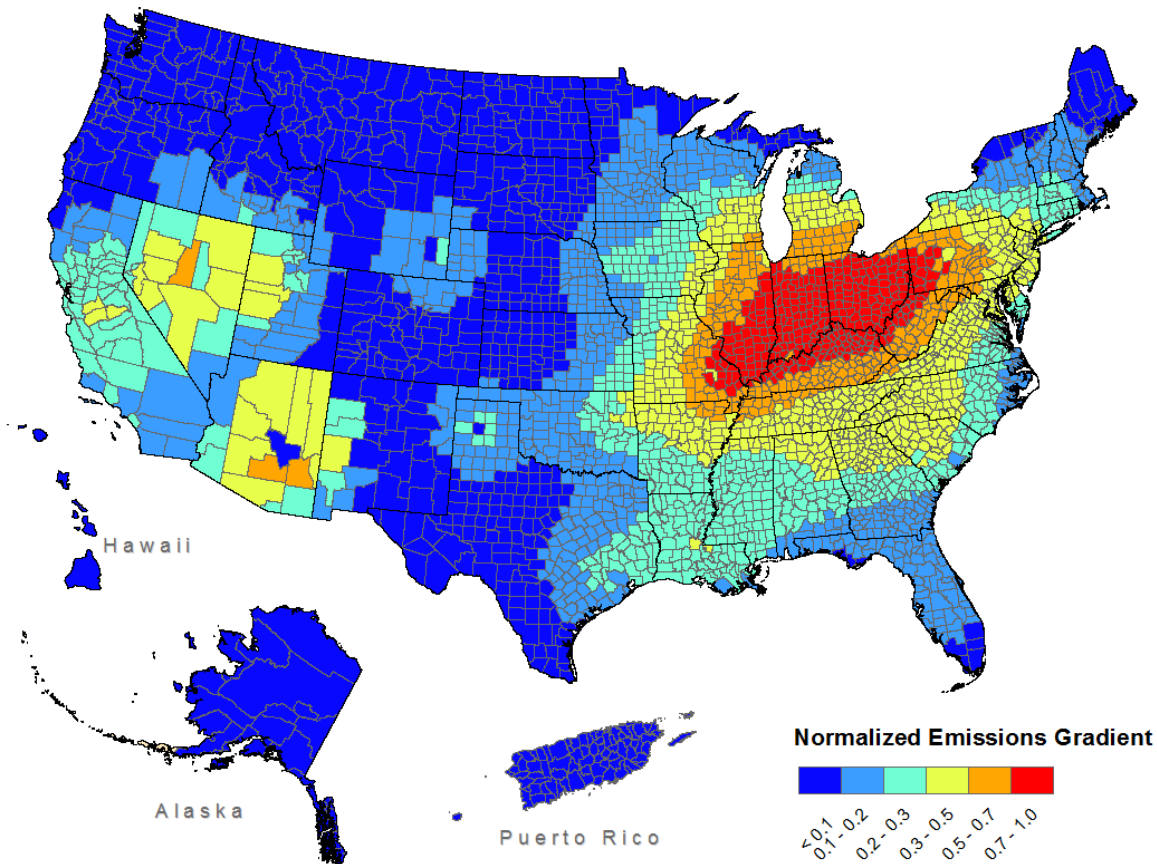 Hawaii
Alaska
Puerto Rico
Normalized Emissions Gradient
< 0.1
0.1 - 0.2
0.2 - 0.3
0.3 - 0.5
0.5 - 0.7
0.7 - 1.0